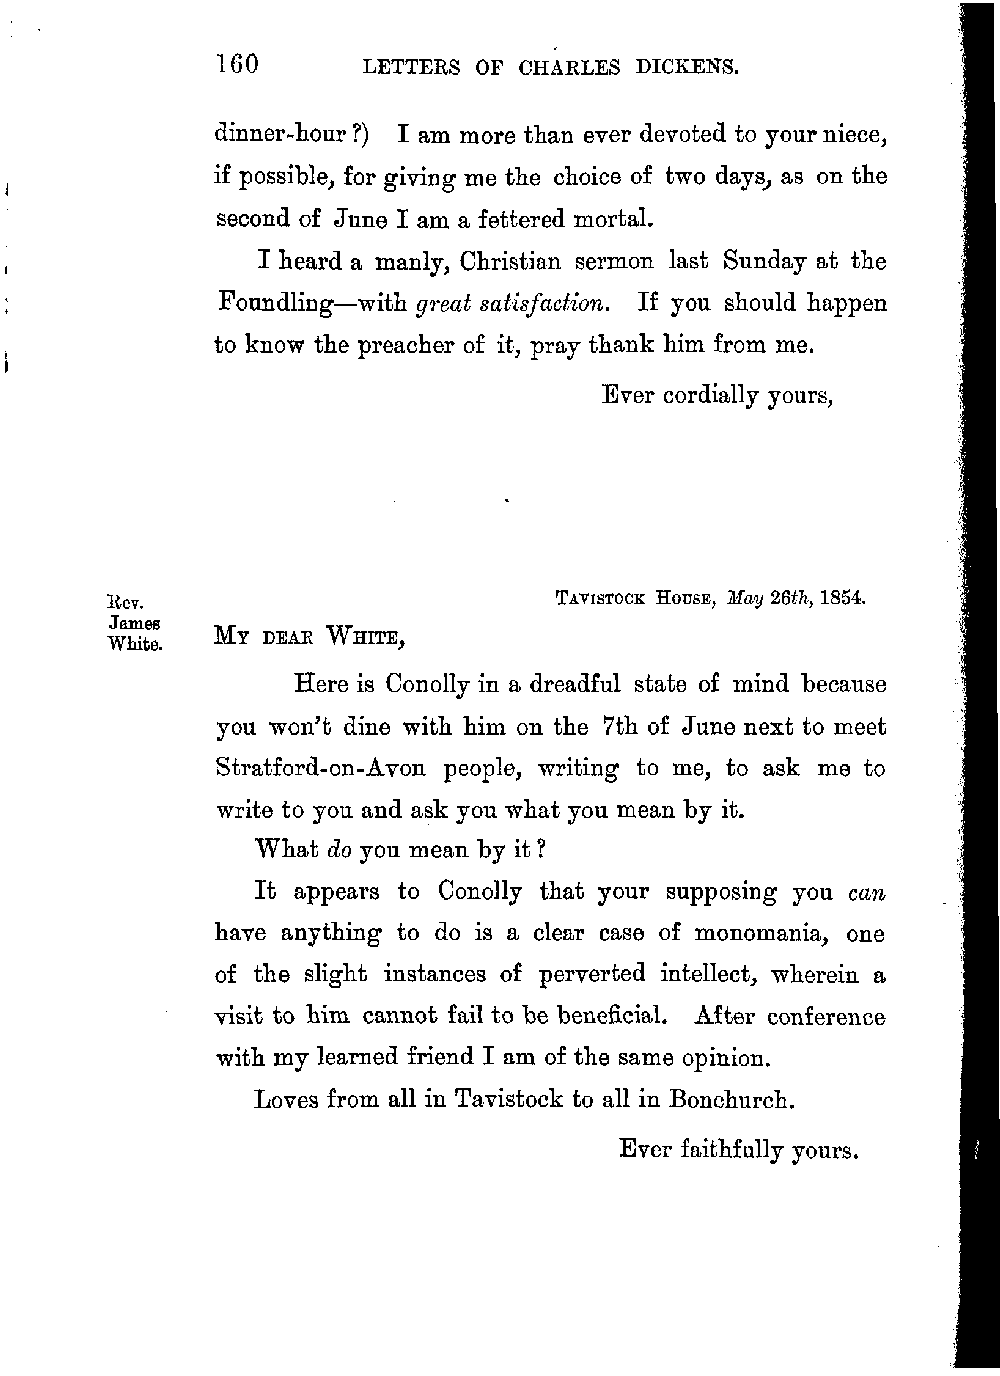 160 LETTERS OF CHARLES DICKENS.
dinner-hour?) I am more than ever devoted to your niece,
if possible, for giving me the choice of two days, as on the
second of June I am a fettered mortal.
I heard a manly, Christian sermon last Sunday at the
Foundling—with great satisfaction. If you should happen
to know the preacher of it, pray thank him from me.
Ever cordially yours,
Rev.
James
White.
TAVISTOCK HOUSE, May 26th, 1854.
MY DEAR WHITE,
Here is Conolly in a dreadful state of mind because
you won't dine with him on the 7th of June next to meet
Stratford-on-Avon people, writing to me, to ask me to
write to you and ask you what you mean by it.
What do you mean by it?
It appears to Conolly that your supposing you can
have anything to do is a clear case of monomania, one
of the slight instances of perverted intellect, wherein a
visit to him cannot fail to be beneficial. After conference
with my learned friend I am of the same opinion.
Loves from all in Tavistock to all in Bonchurch.
Ever faithfully yours.